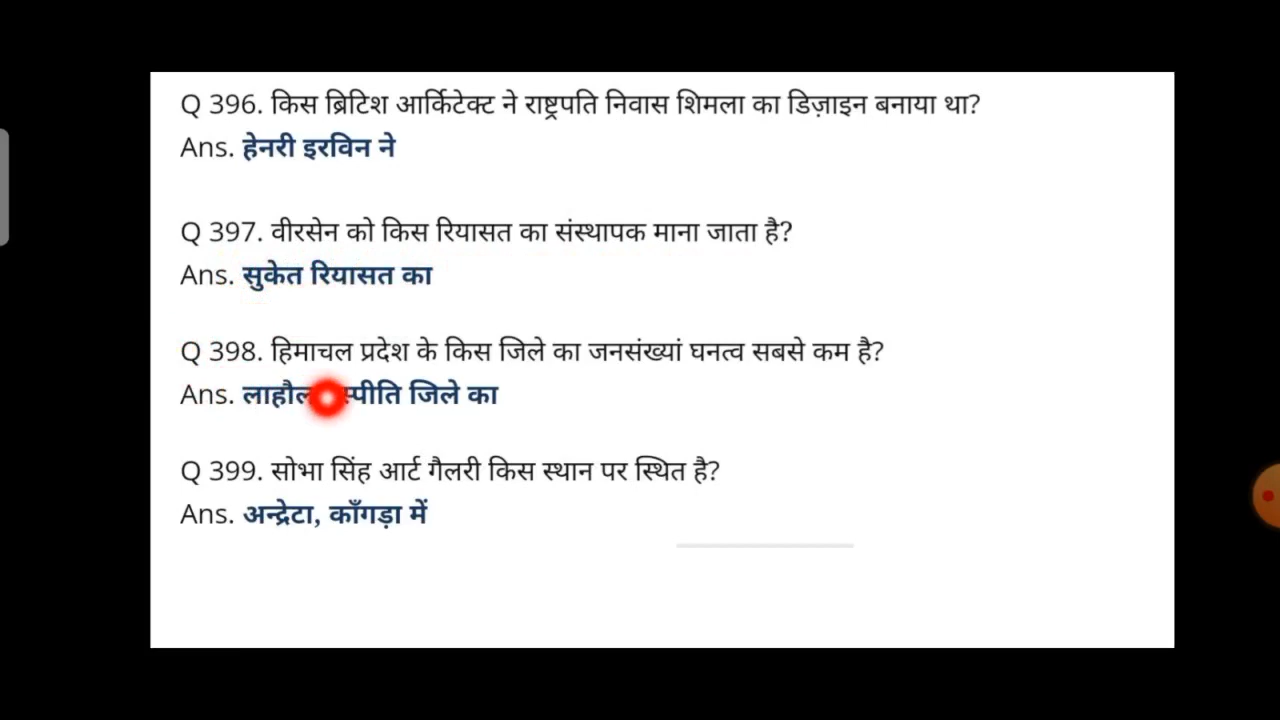 Q 396. किस ब्रिटिश आर्किटेक्ट ने राष्ट्रपति निवास शिमला का डिज़ाइन बनाया था?
Ans. हेनरी इरविन ने
Q 397. वीरसेन को किस रियासत का संस्थापक माना जाता है?
Ans. सुकेत रियासत का
Q 398. हिमाचल प्रदेश के किस जिले का जनसंख्यां घनत्व सबसे कम है?
Ans. लाहौल स्पीति जिले का
Q 399. सोभा सिंह आर्ट गैलरी किस स्थान पर स्थित है?
Ans. अन्द्रेटा, काँगड़ा में